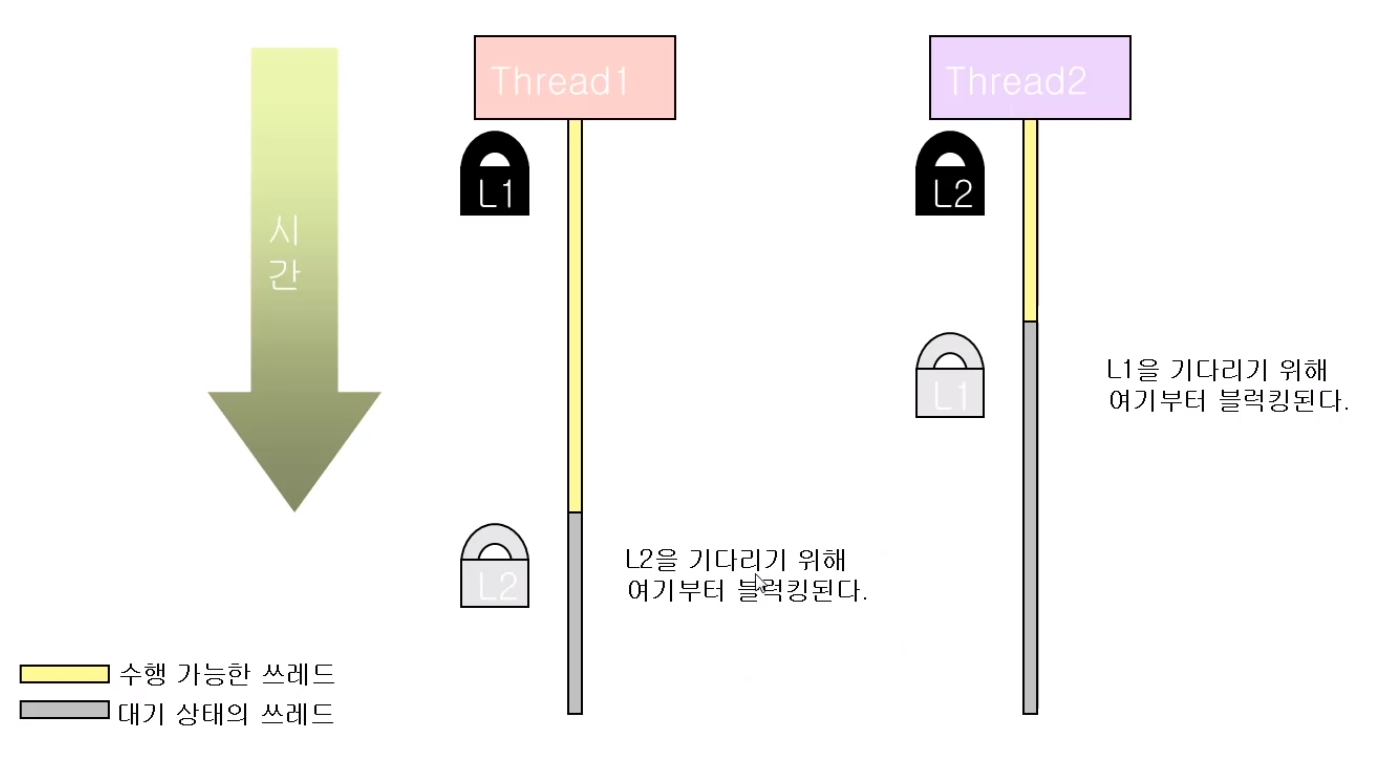 Thread1
Thread2
L1
L2
시
간
L1
L1을 기다리기 위해
여기부터 블럭킹된다.
L2
L2을 기다리기 위해
여기부터 블럭킹된다.
수행 가능한 쓰레드
대기 상태의 쓰레드